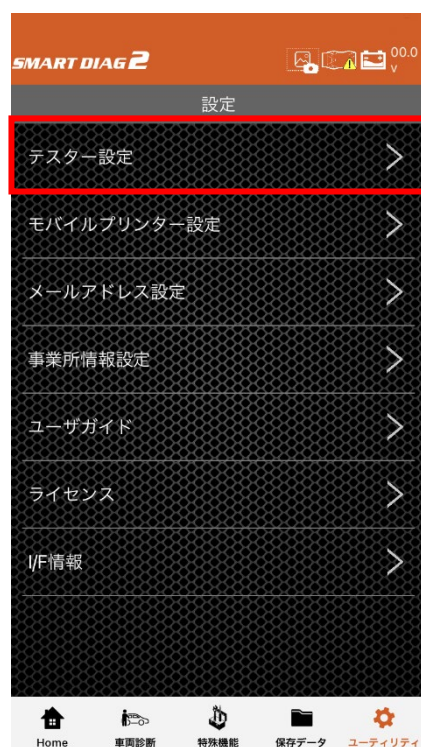 SMART DIAG 2
00.0
V
設定
テスター設定
モバイルプリンター設定
メールアドレス設定
事業所情報設定
ユーザガイド
ライセンス
I/F情報
Home 車両診断 特殊機能 保存データ ユーティリティ